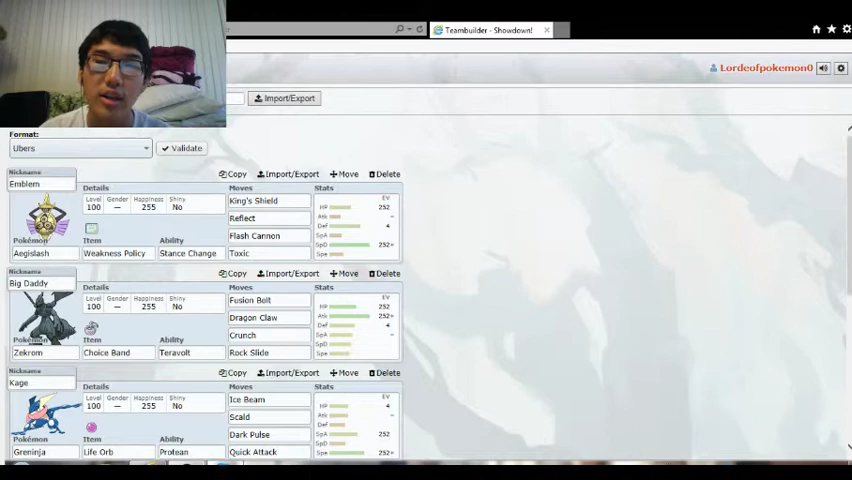 Teambuilder - Showdown!
Lordeofpokemon0
Import/Export
Format:
Ubers
Validate
Copy Import/Export Move Delete
Nickname
Emblem
Details
Level Gender Happiness Shiny
100 — 255 No
Pokémon
Aegislash
Item
Weakness Policy
Ability
Stance Change
Moves
King's Shield
Reflect
Flash Cannon
Toxic
Stats
EV
HP 252
Atk -
Def 4
SpA
SpD 252+
Spe
Copy Import/Export Move Delete
Nickname
Big Daddy
Details
Level Gender Happiness Shiny
100 — 255 No
Pokémon
Zekrom
Item
Choice Band
Ability
Teravolt
Moves
Fusion Bolt
Dragon Claw
Crunch
Rock Slide
Stats
EV
HP 252
Atk 252+
Def 4
SpA -
SpD
Spe
Copy Import/Export Move Delete
Nickname
Kage
Details
Level Gender Happiness Shiny
100 — 255 No
Pokémon
Greninja
Item
Life Orb
Ability
Protean
Moves
Ice Beam
Scald
Dark Pulse
Quick Attack
Stats
EV
HP 4
Atk -
Def
SpA 252
SpD
Spe 252+